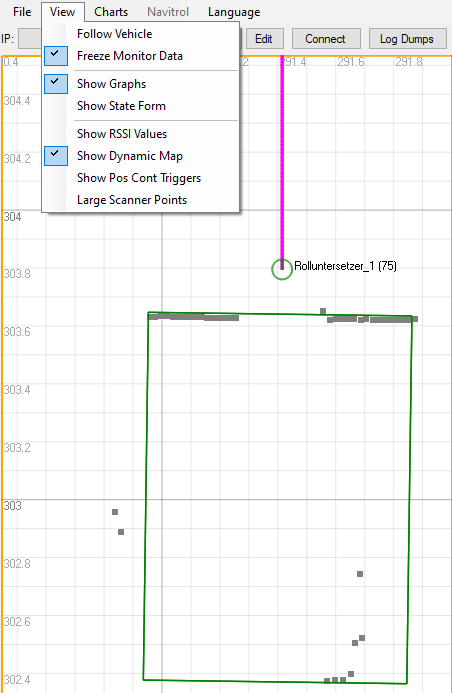 File View Charts Navitrol Language
IP: Edit Connect Log Dumps
Follow Vehicle
Freeze Monitor Data
Show Graphs
Show State Form
Show RSSI Values
Show Dynamic Map
Show Pos Cont Triggers
Large Scanner Points
0.4 291.4 291.6 291.8
304.4
304.2
304
303.8
Rolluntersetzer_1 (75)
303.6
303.4
303.2
303
302.8
302.6
302.4